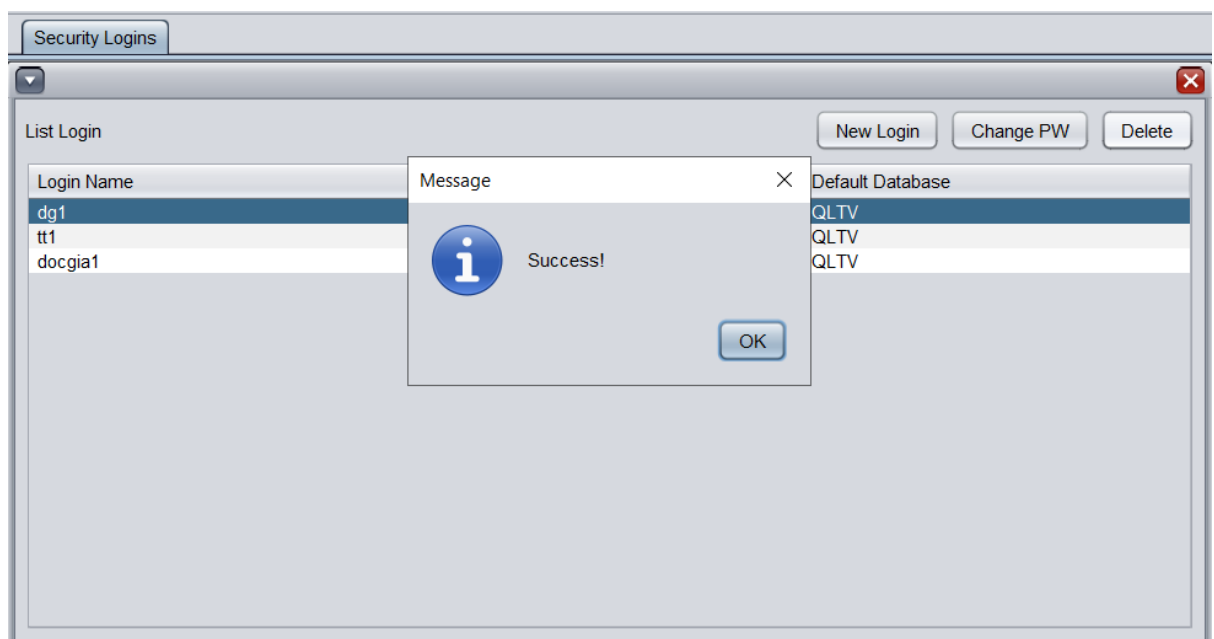 Security Logins
List Login
New Login Change PW Delete
Login Name Default Database
dg1 QLTV
tt1 QLTV
docgia1 QLTV
Message
Success!
OK